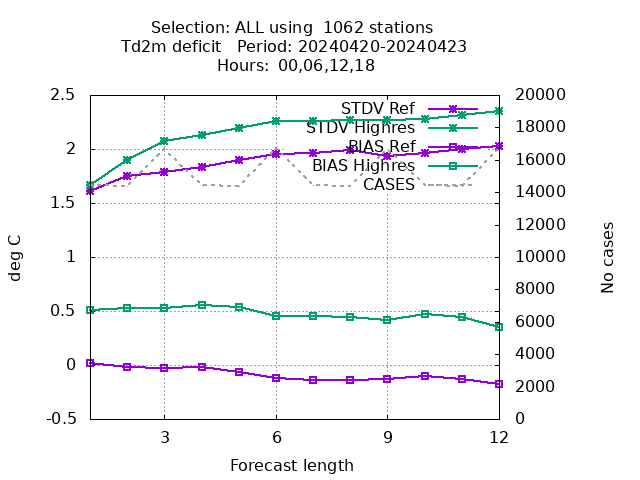 Selection: ALL using  1062 stations
Td2m deficit   Period: 20240420-20240423
Hours:  00,06,12,18
2.5
2
1.5
1
0.5
0
-0.5
20000
18000
16000
14000
12000
10000
8000
6000
4000
2000
0
STDV Ref
STDV Highres
BIAS Ref
BIAS Highres
CASES
deg C
No cases
3
6
9
12
Forecast length